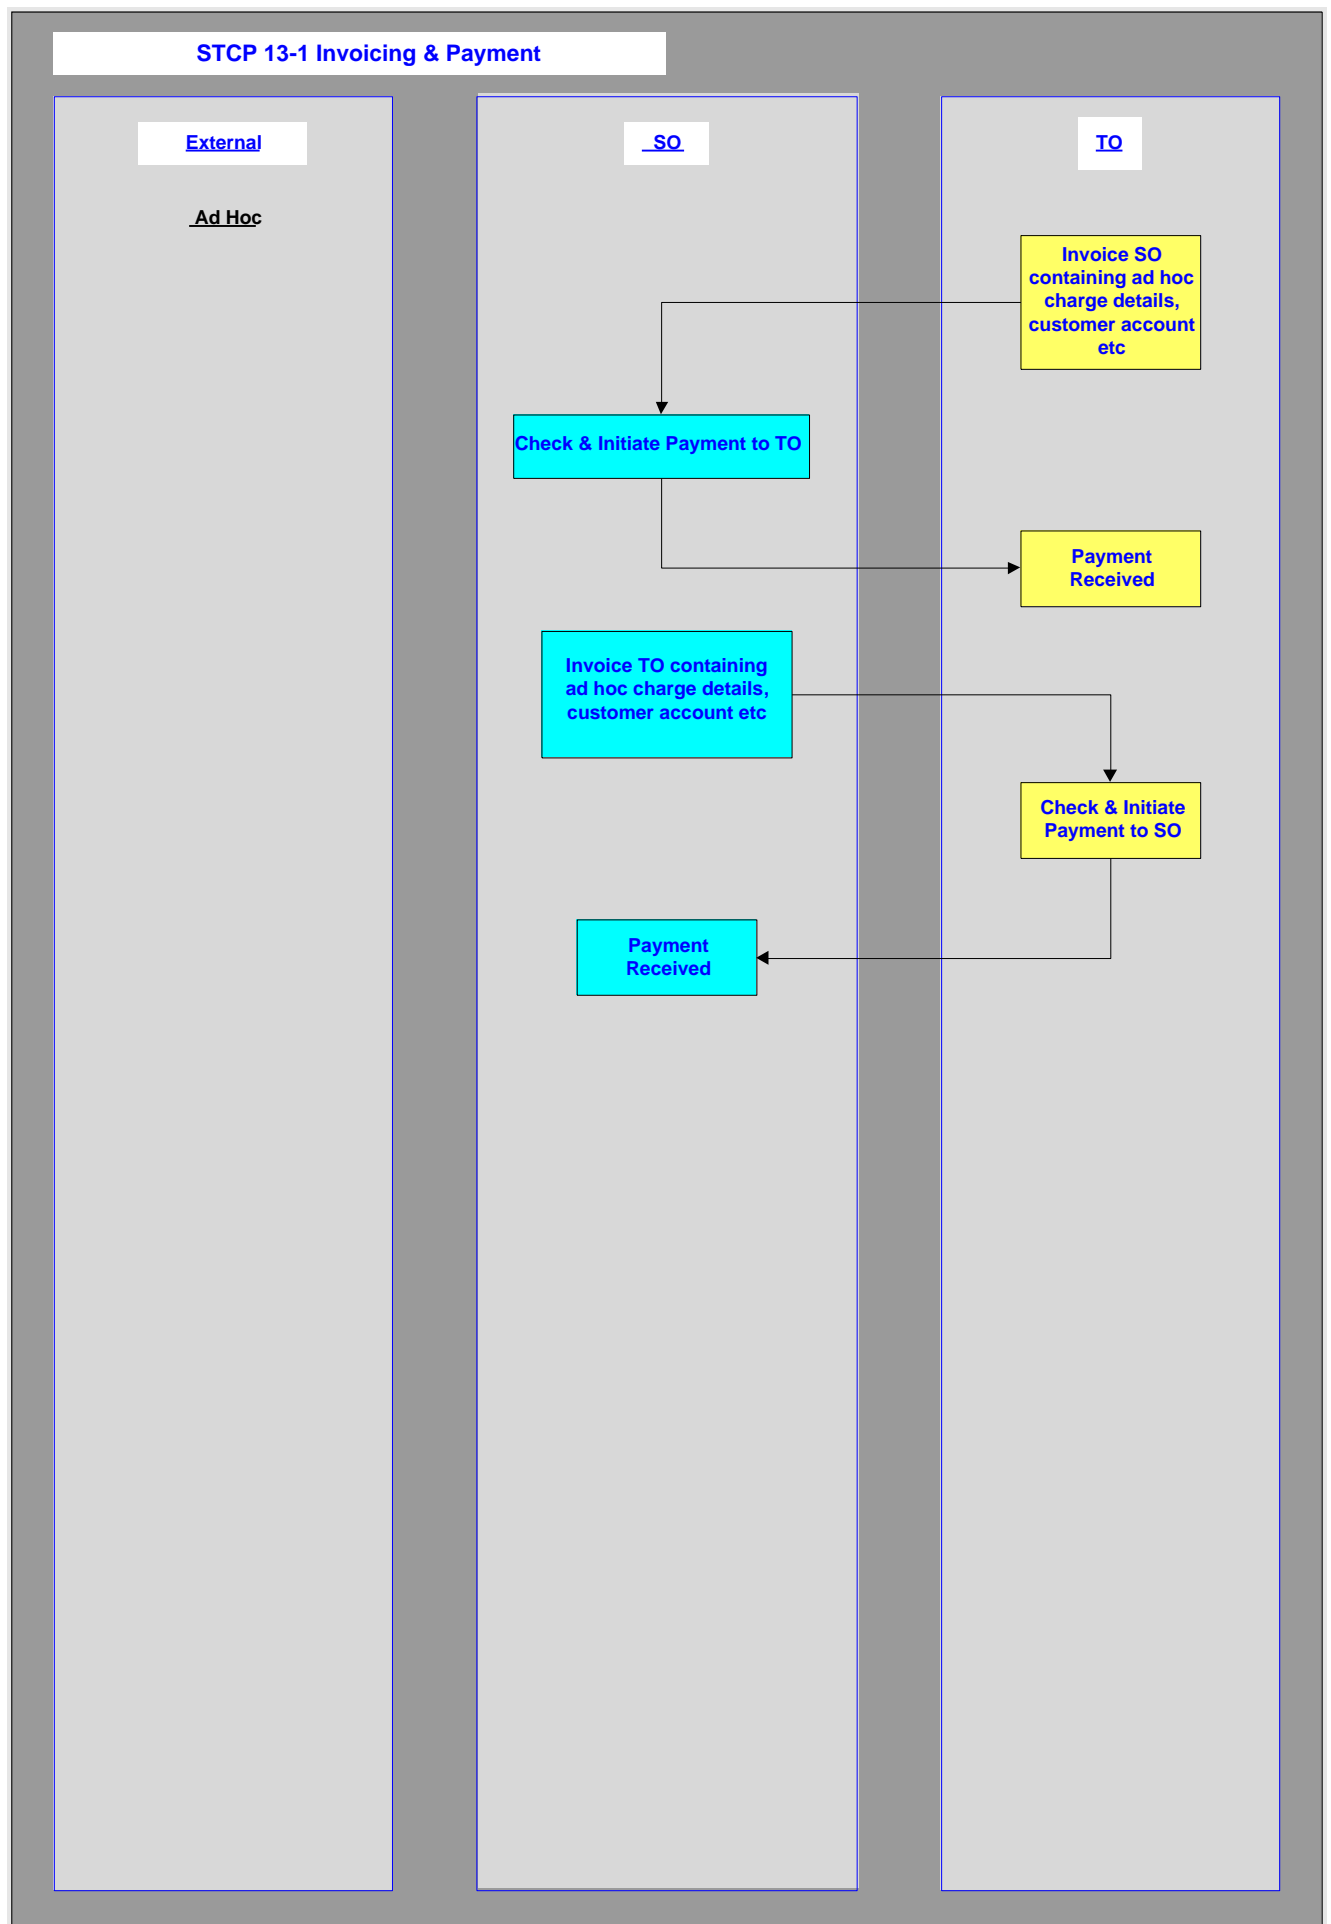 STCP 13-1 Invoicing & Payment
External
SO
TO
Ad Hoc
Invoice SO
containing ad hoc
charge details,
customer account
etc
Check & Initiate Payment to TO
Payment
Received
Invoice TO containing
ad hoc charge details,
customer account etc
Check & Initiate
Payment to SO
Payment
Received